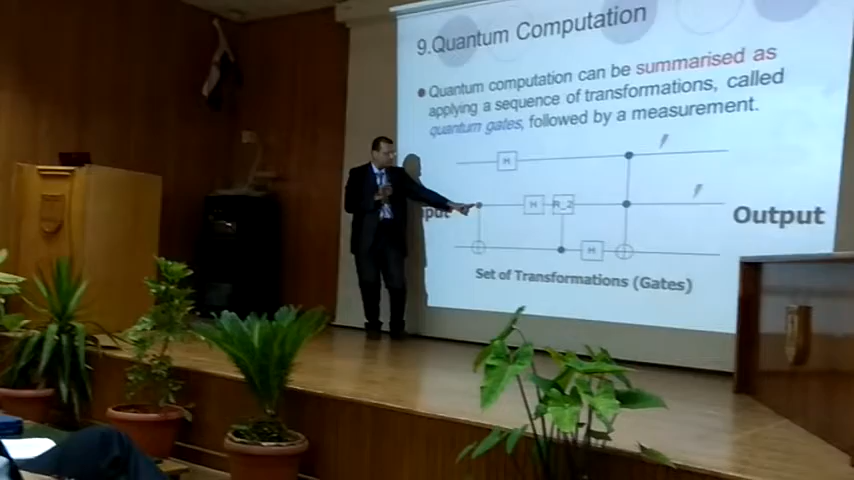 9.Quantum Computation
Quantum computation can be summarised as
applying a sequence of transformations, called
quantum gates, followed by a measurement.
H
H
R_2
H
Output
Set of Transformations (Gates)